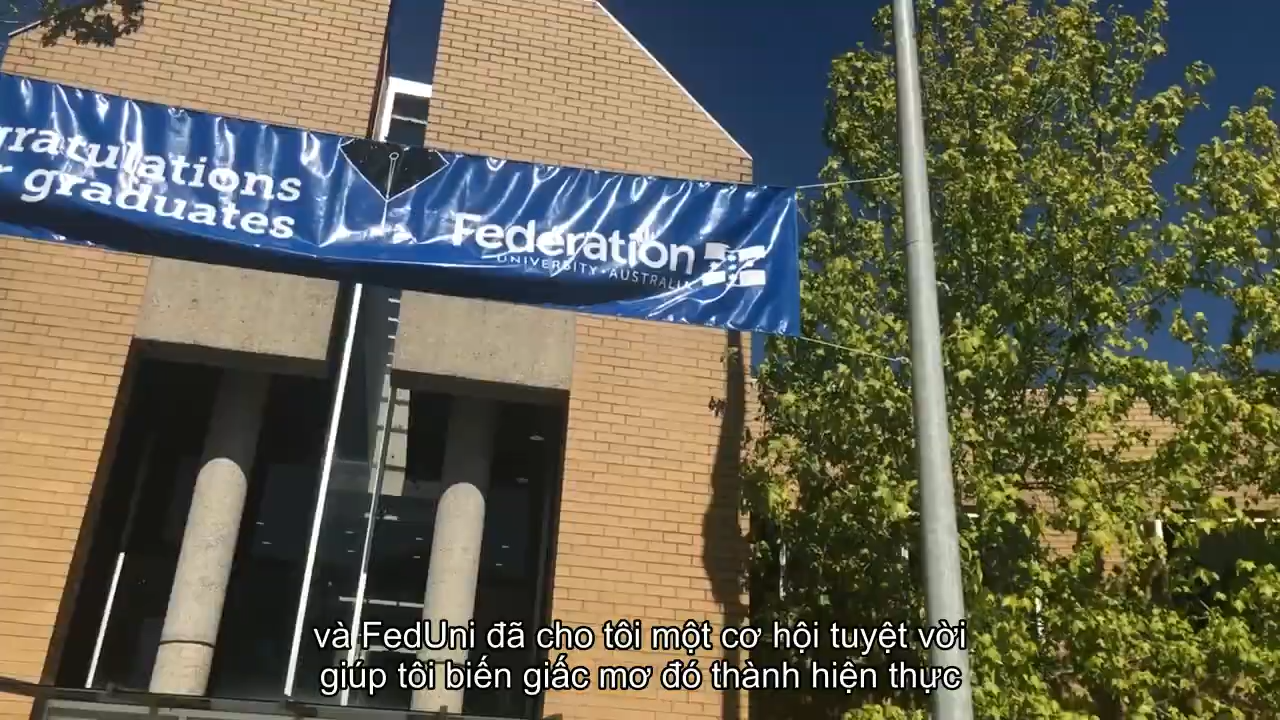 gratulations
r graduates
Federation
UNIVERSITY • AUSTRALIA
và FedUni đã cho tôi một cơ hội tuyệt vời
giúp tôi biến giấc mơ đó thành hiện thực